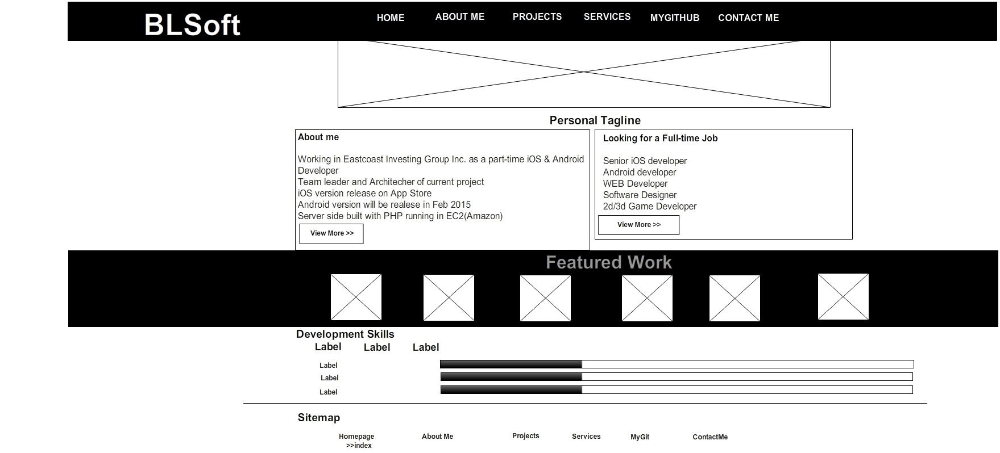 BLSoft
HOME
ABOUT ME
PROJECTS
SERVICES
MYGITHUB
CONTACT ME
Personal Tagline
About me
Working in Eastcoast Investing Group Inc. as a part-time iOS & Android
Developer
Team leader and Architecher of current project
iOS version release on App Store
Android version will be realese in Feb 2015
Server side built with PHP running in EC2(Amazon)
View More >>
Looking for a Full-time Job
Senior iOS developer
Android developer
WEB Developer
Software Designer
2d/3d Game Developer
View More >>
Featured Work
Development Skills
Label
Label
Label
Label
Label
Label
Sitemap
Homepage
>>index
About Me
Projects
Services
MyGit
ContactMe